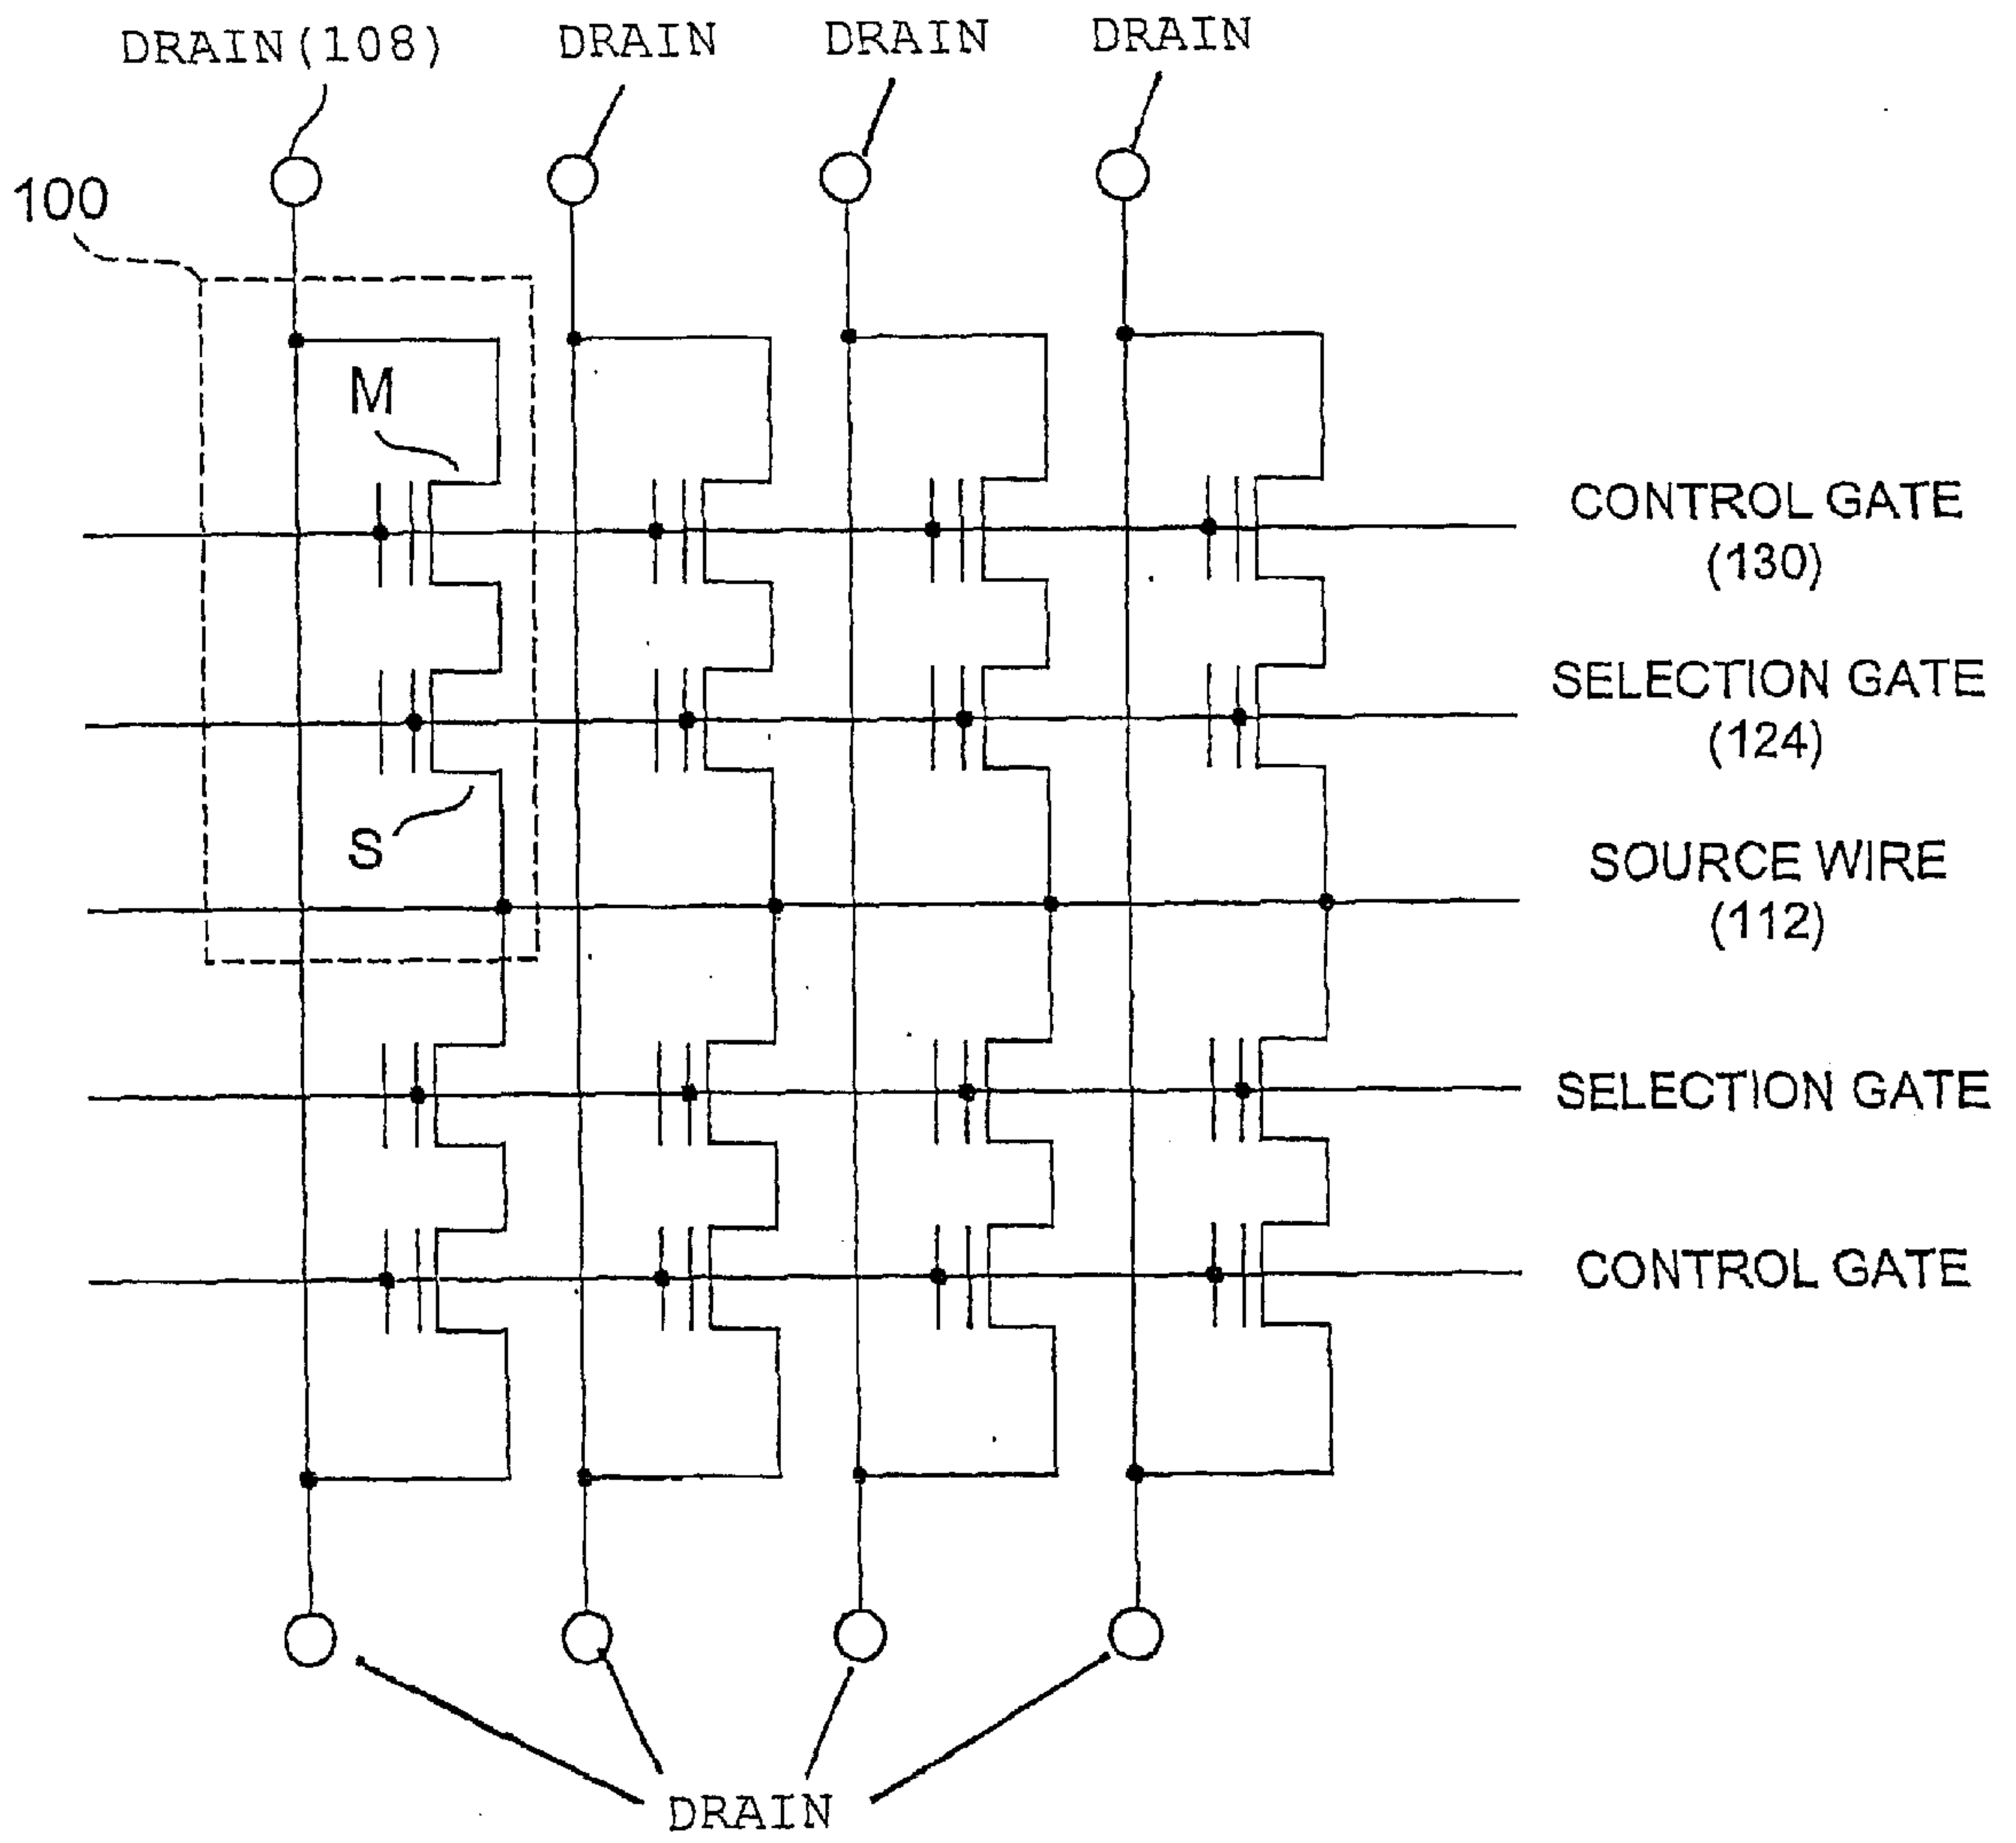 DRAIN(108)
DRAIN
DRAIN
DRAIN
100
M
CONTROL GATE
(130)
SELECTION GATE
(124)
S
SOURCE WIRE
(112)
SELECTION GATE
CONTROL GATE
DRAIN